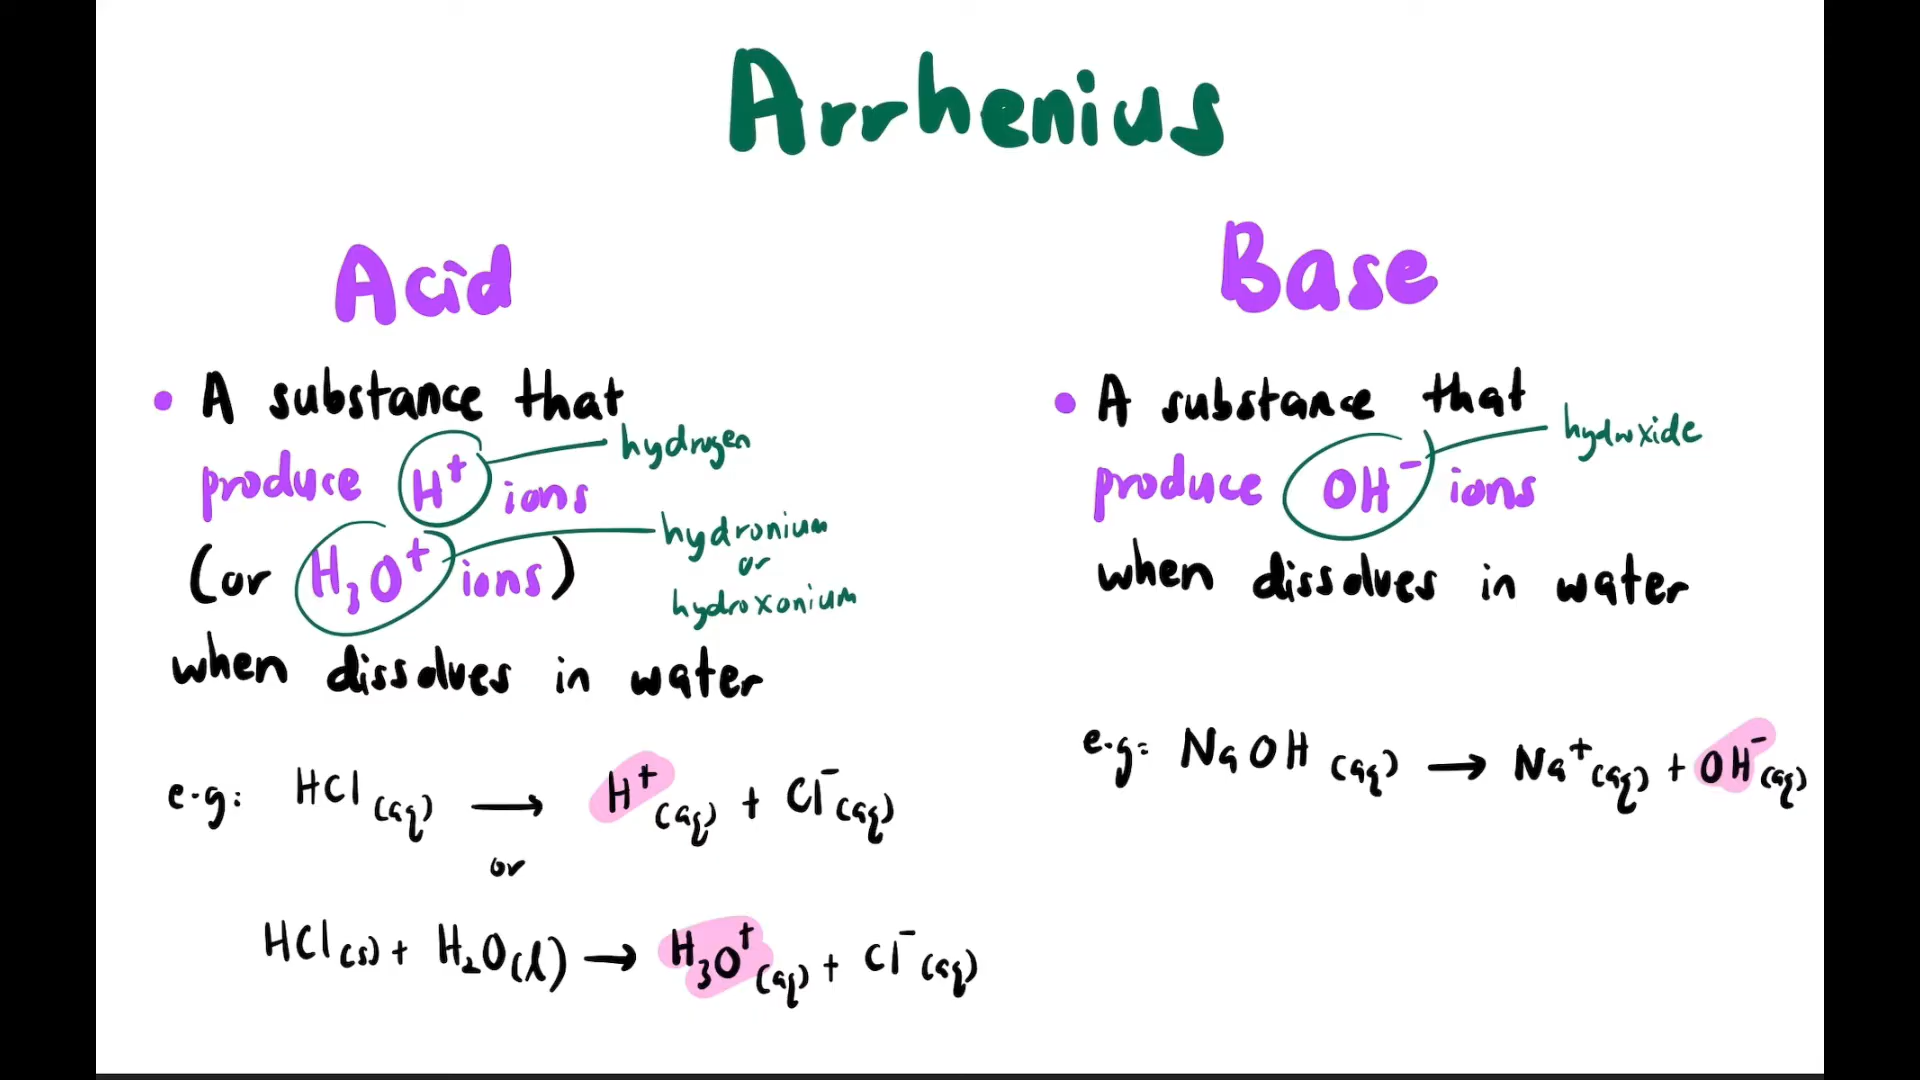 Arrhenius
Acid
• A substance that
produce H⁺ ions
hydrogen
(or H₃O⁺ ions)
hydronium
or
hydroxonium
when dissolves in water
e.g: HCl (aq) → H⁺ (aq) + Cl⁻ (aq)
or
HCl (s) + H₂O (l) → H₃O⁺ (aq) + Cl⁻ (aq)
Base
• A substance that
produce OH⁻ ions
hydroxide
when dissolves in water
e.g: NaOH (aq) → Na⁺ (aq) + OH⁻ (aq)